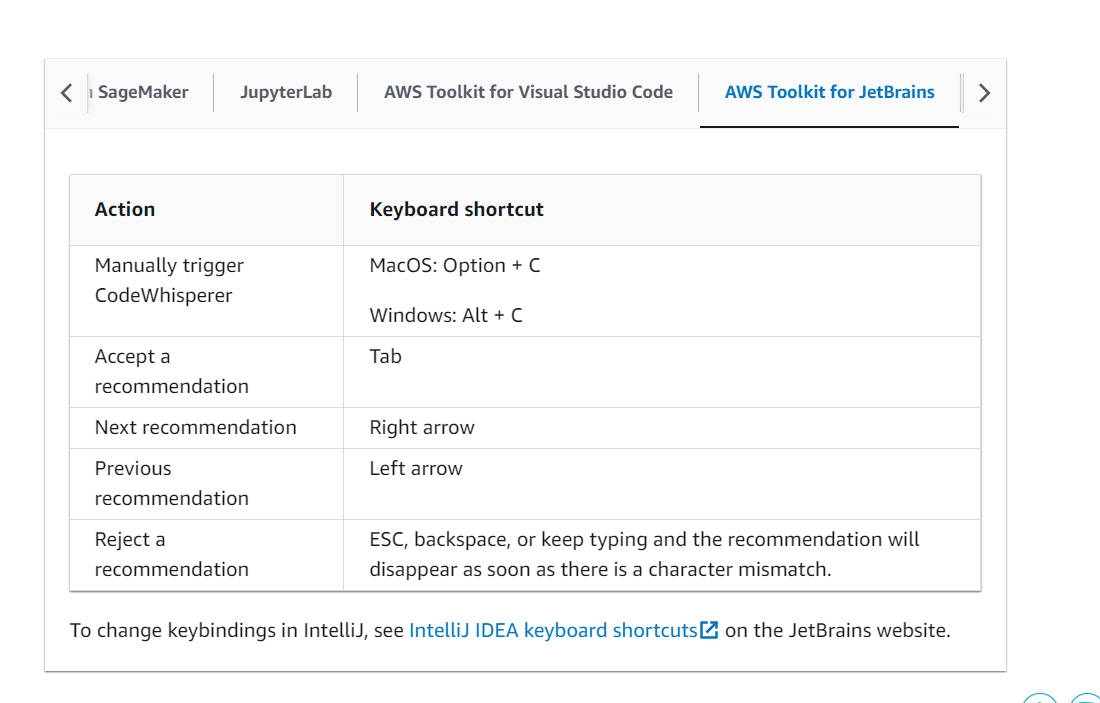 SageMaker
JupyterLab
AWS Toolkit for Visual Studio Code
AWS Toolkit for JetBrains
Action
Keyboard shortcut
Manually trigger
CodeWhisperer
MacOS: Option + C
Windows: Alt + C
Accept a
recommendation
Tab
Next recommendation
Right arrow
Previous
recommendation
Left arrow
Reject a
recommendation
ESC, backspace, or keep typing and the recommendation will
disappear as soon as there is a character mismatch.
To change keybindings in IntelliJ, see IntelliJ IDEA keyboard shortcuts on the JetBrains website.